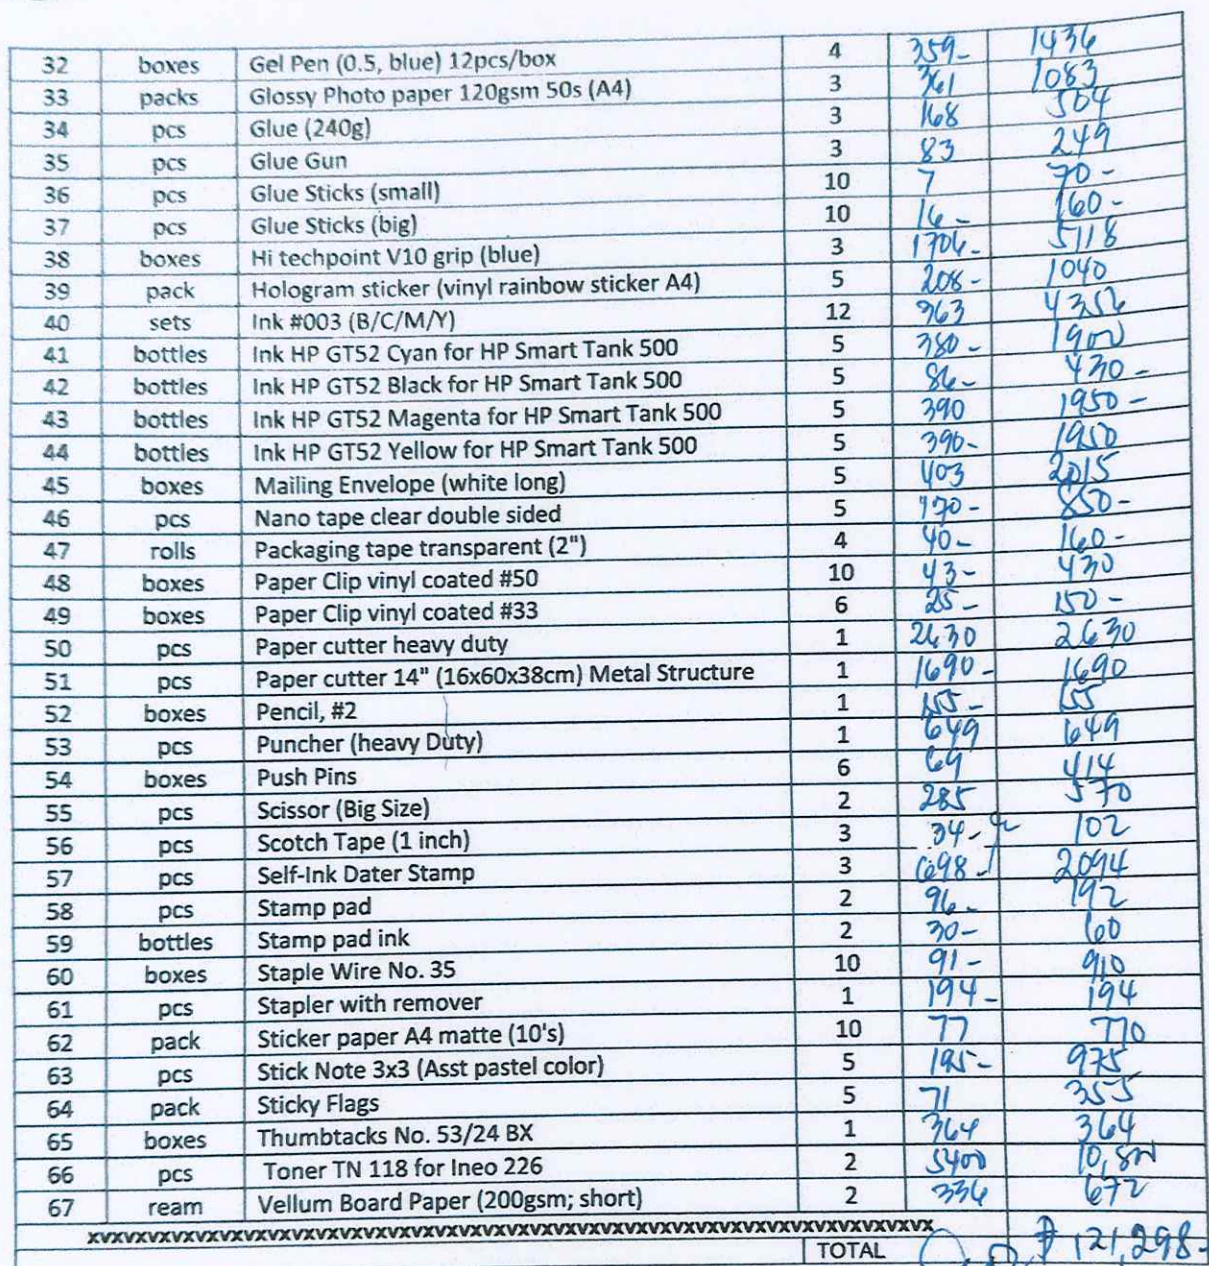 32 boxes Gel Pen (0.5, blue) 12pcs/box 4 359- 1436
33 packs Glossy Photo paper 120gsm 50s (A4) 3 361 1083
34 pcs Glue (240g) 3 168 504
35 pcs Glue Gun 3 83 249
36 pcs Glue Sticks (small) 10 7 70-
37 pcs Glue Sticks (big) 10 16- 160-
38 boxes Hi techpoint V10 grip (blue) 3 1706- 5118
39 pack Hologram sticker (vinyl rainbow sticker A4) 5 208- 1040
40 sets Ink #003 (B/C/M/Y) 12 363 4356
41 bottles Ink HP GT52 Cyan for HP Smart Tank 500 5 380- 1900
42 bottles Ink HP GT52 Black for HP Smart Tank 500 5 86- 430-
43 bottles Ink HP GT52 Magenta for HP Smart Tank 500 5 390 1950-
44 bottles Ink HP GT52 Yellow for HP Smart Tank 500 5 390- 1950
45 boxes Mailing Envelope (white long) 5 403 2015
46 pcs Nano tape clear double sided 5 170- 850-
47 rolls Packaging tape transparent (2") 4 40- 160-
48 boxes Paper Clip vinyl coated #50 10 43- 430
49 boxes Paper Clip vinyl coated #33 6 25- 150-
50 pcs Paper cutter heavy duty 1 2630 2630
51 pcs Paper cutter 14" (16x60x38cm) Metal Structure 1 1690- 1690
52 boxes Pencil, #2 1 155- 155
53 pcs Puncher (heavy Duty) 1 649 649
54 boxes Push Pins 6 69 414
55 pcs Scissor (Big Size) 2 285 570
56 pcs Scotch Tape (1 inch) 3 34- 102
57 pcs Self-Ink Dater Stamp 3 698- 2094
58 pcs Stamp pad 2 96- 192
59 bottles Stamp pad ink 2 30- 60
60 boxes Staple Wire No. 35 10 91- 910
61 pcs Stapler with remover 1 194- 194
62 pack Sticker paper A4 matte (10's) 10 77 770
63 pcs Stick Note 3x3 (Asst pastel color) 5 195- 975
64 pack Sticky Flags 5 71 355
65 boxes Thumbtacks No. 53/24 BX 1 364 364
66 pcs Toner TN 118 for Ineo 226 2 5400 10,800
67 ream Vellum Board Paper (200gsm; short) 2 336 672
xvxvxvxvxvxvxvxvxvxvxvxvxvxvxvxvxvxvxvxvxvxvxvxvxvxvxvxvxvxvxvxvxvxvxvx
TOTAL ₱121,298-